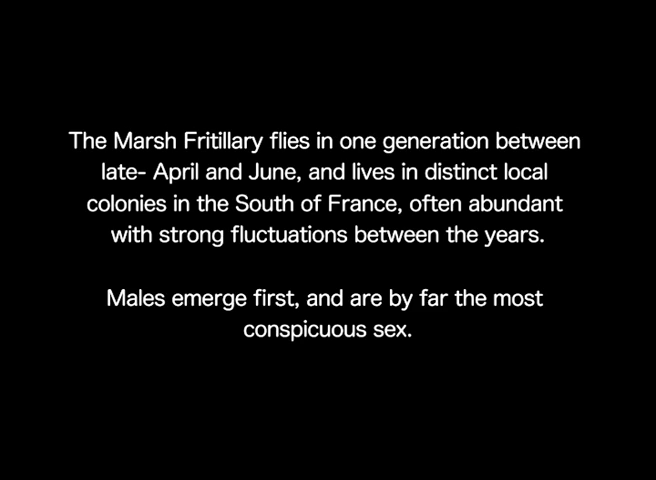 The Marsh Fritillary flies in one generation between
late- April and June, and lives in distinct local
colonies in the South of France, often abundant
with strong fluctuations between the years.
Males emerge first, and are by far the most
conspicuous sex.